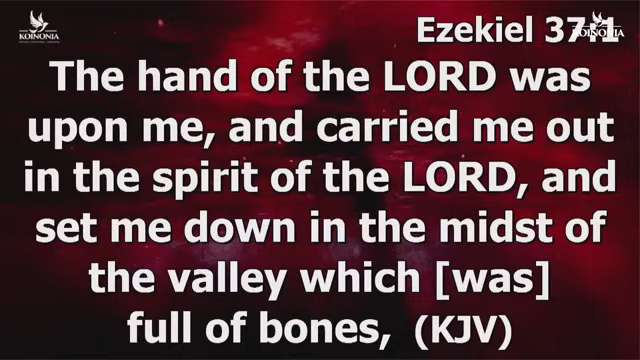 KOINONIA
Ezekiel 37:1
KOINONIA
The hand of the LORD was
upon me, and carried me out
in the spirit of the LORD, and
set me down in the midst of
the valley which [was]
full of bones, (KJV)